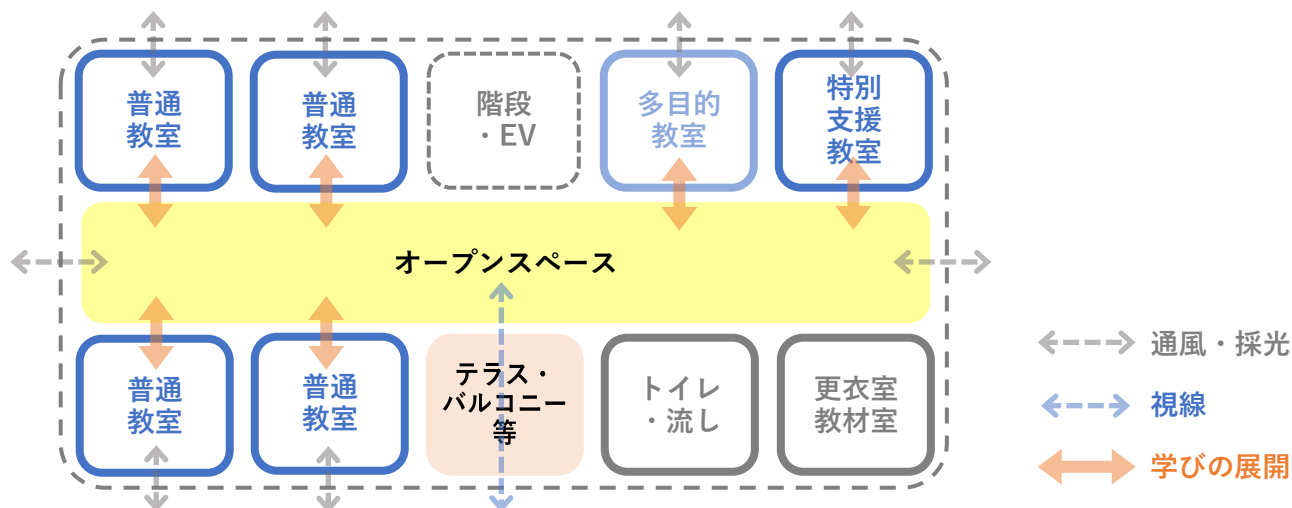 普通
教室
普通
教室
階段
・EV
多目的
教室
特別
支援
教室
オープンスペース
普通
教室
普通
教室
テラス・
バルコニー
等
トイレ
・流し
更衣室
教材室
通風・採光
視線
学びの展開